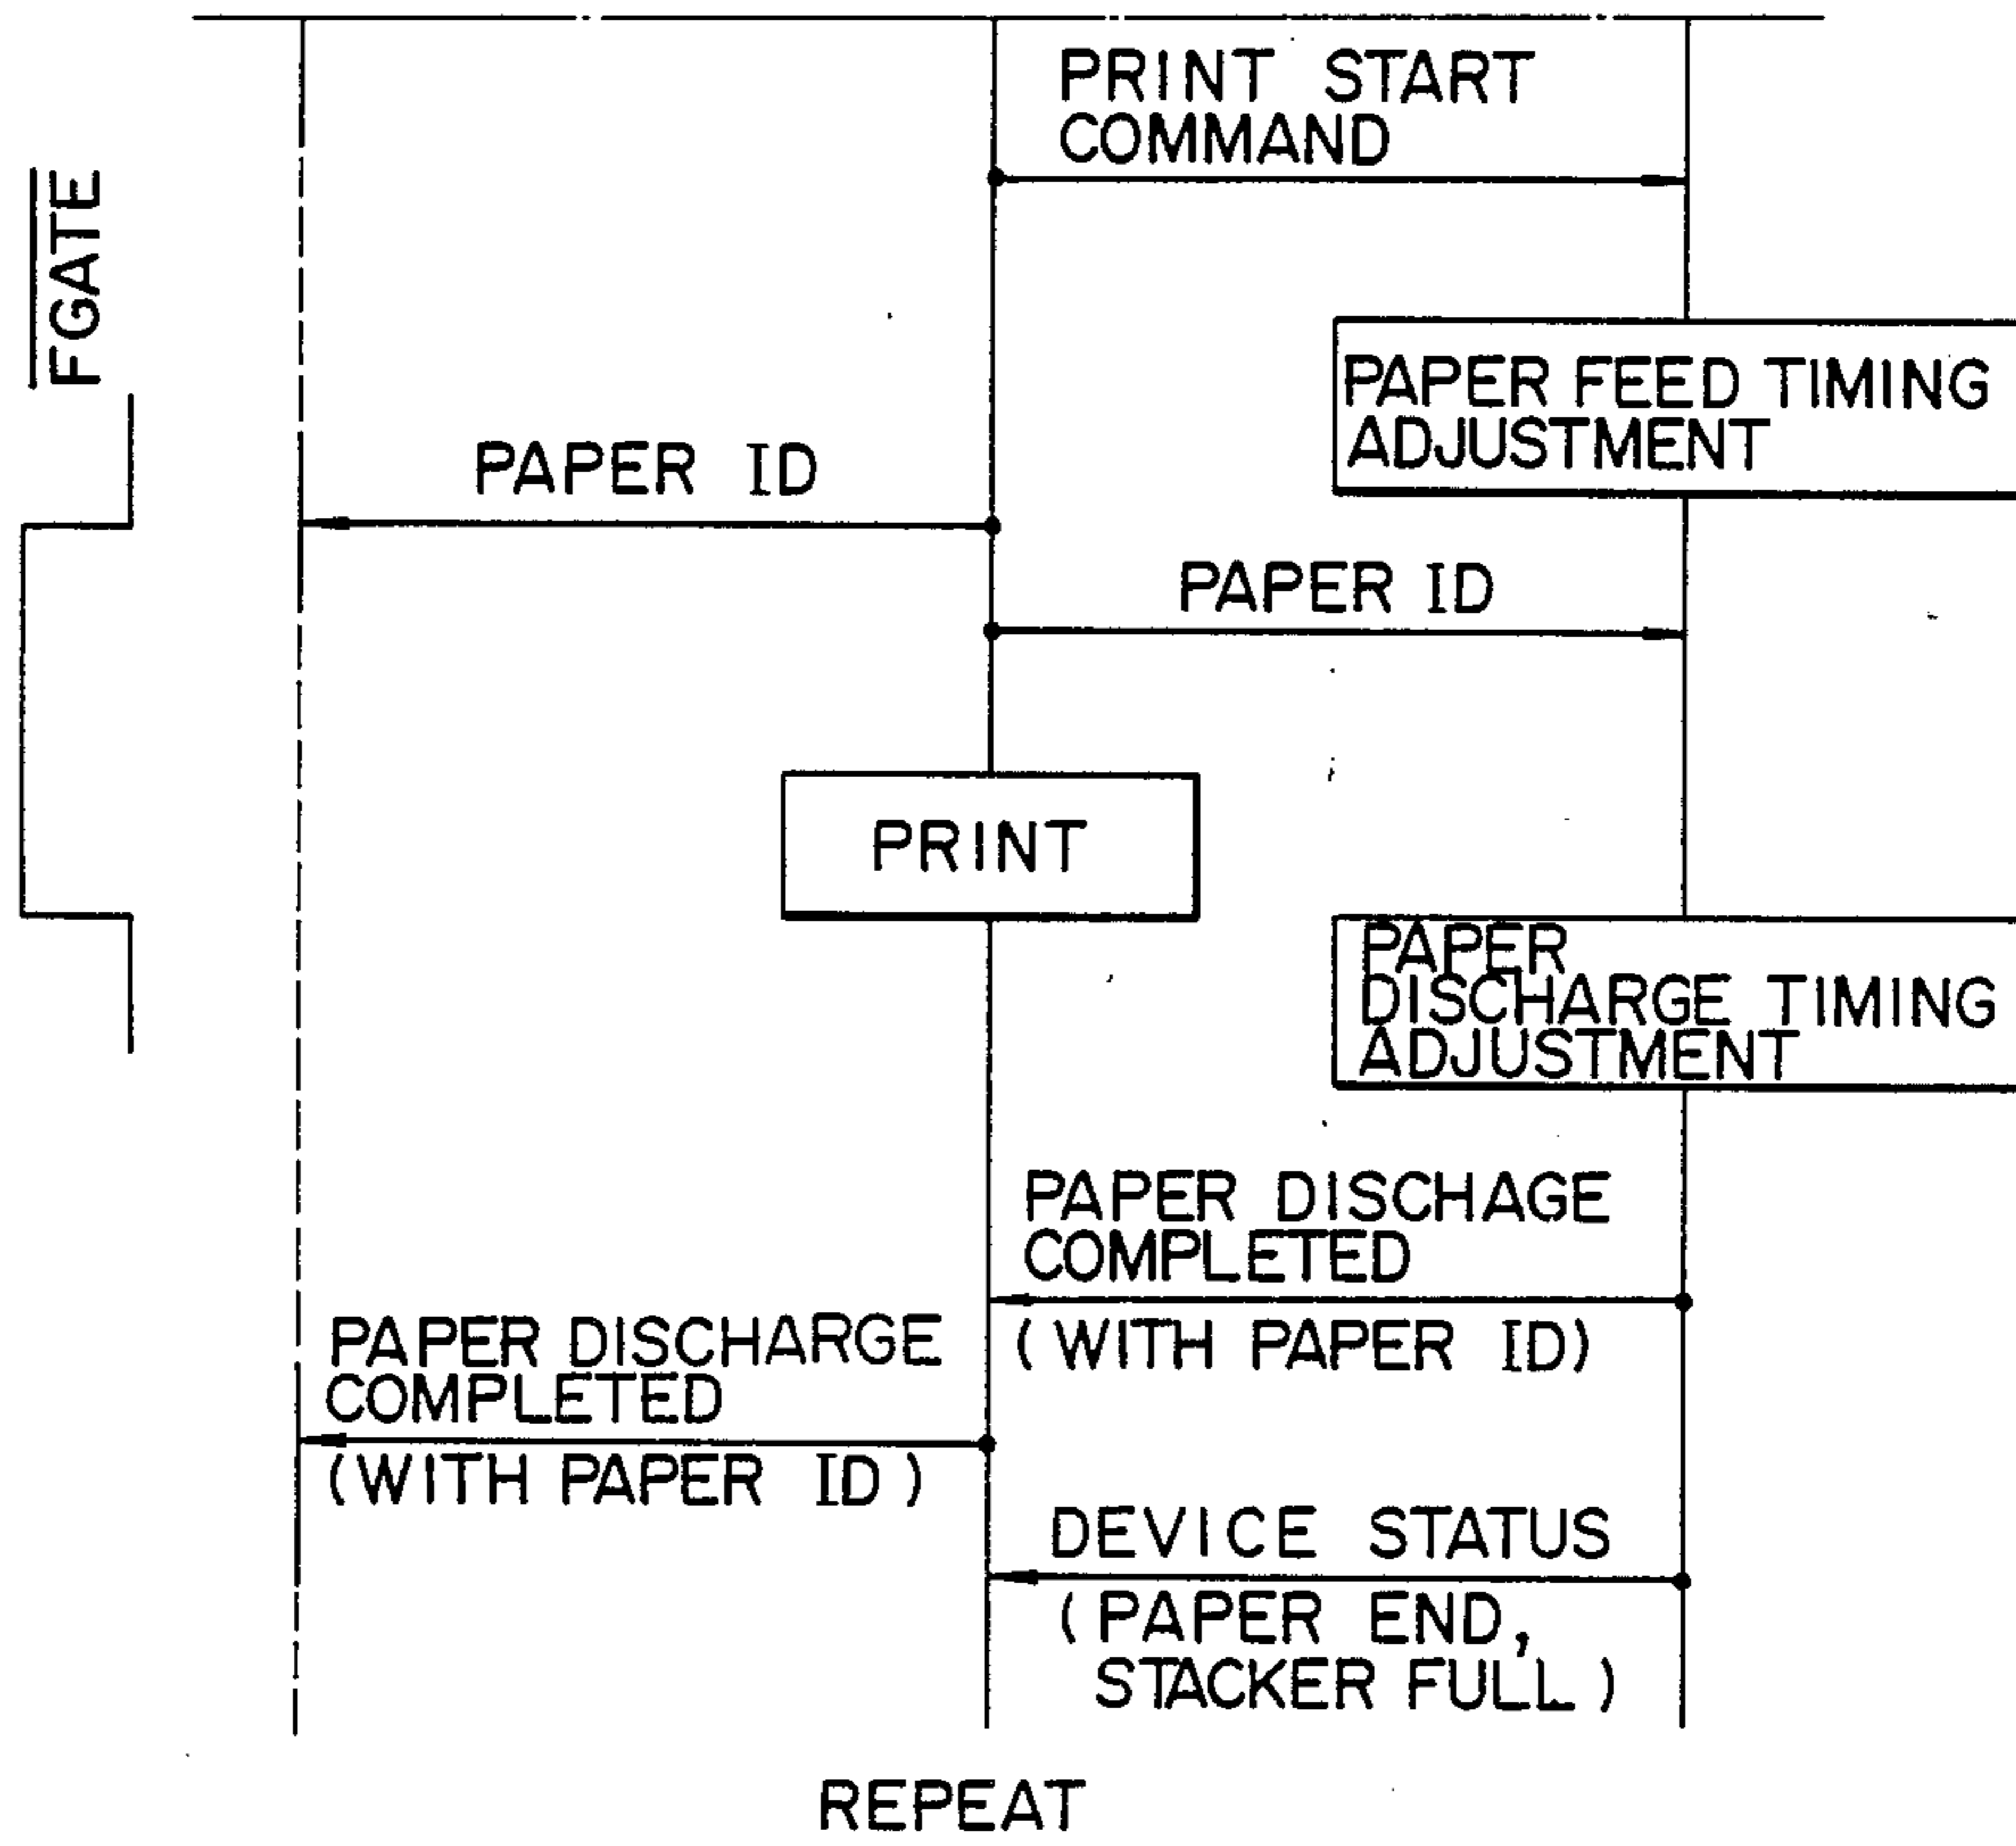 PRINT START
COMMAND
FGATE
PAPER FEED TIMING
ADJUSTMENT
PAPER ID
PAPER ID
PRINT
PAPER
DISCHARGE TIMING
ADJUSTMENT
PAPER DISCHAGE
COMPLETED
(WITH PAPER ID)
PAPER DISCHARGE
COMPLETED
(WITH PAPER ID)
DEVICE STATUS
(PAPER END,
STACKER FULL)
REPEAT